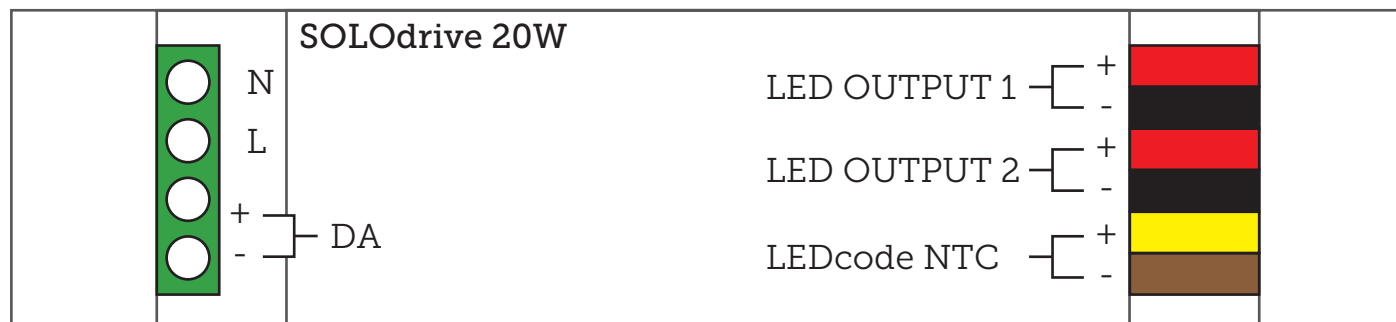 SOLOdrive 20W
N
L
+
-
DA
LED OUTPUT 1
+
-
LED OUTPUT 2
+
-
LEDcode NTC
+
-